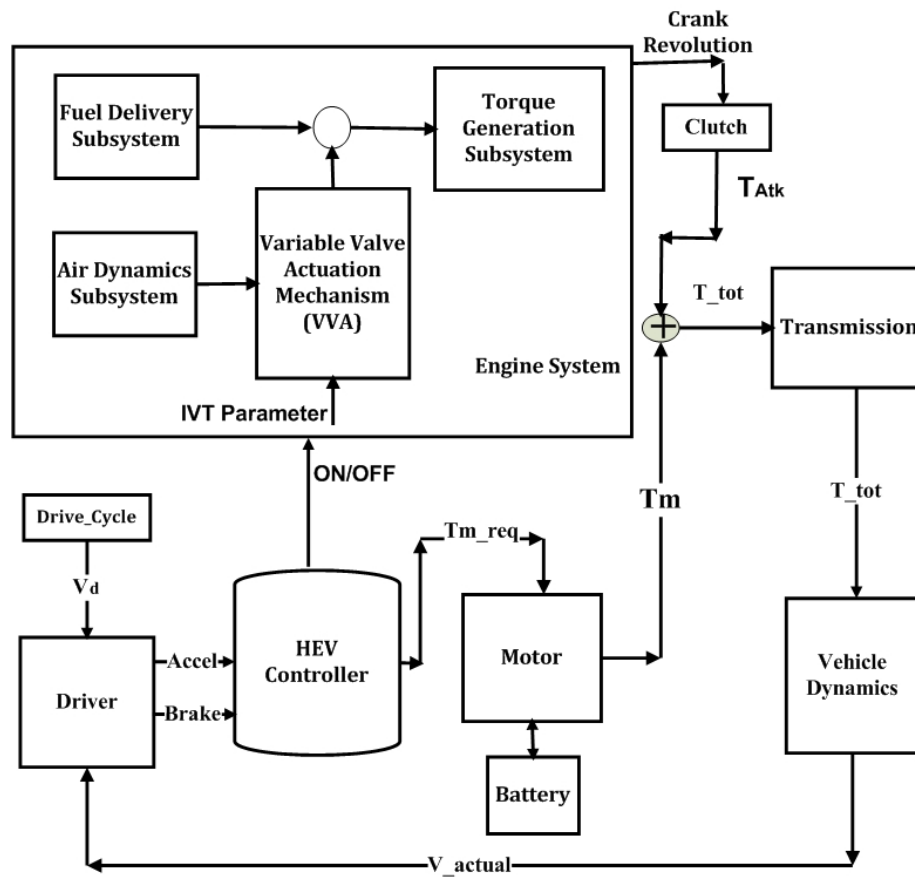 Crank
Revolution
Fuel Delivery
Subsystem
Torque
Generation
Subsystem
Clutch
TAtk
Air Dynamics
Subsystem
Variable Valve
Actuation
Mechanism
(VVA)
T_tot
+
Transmission
Engine System
IVT Parameter
ON/OFF
T_tot
Drive_Cycle
Tm_req
Tm
Vd
HEV
Controller
Motor
Vehicle
Dynamics
Accel
Driver
Brake
Battery
V_actual